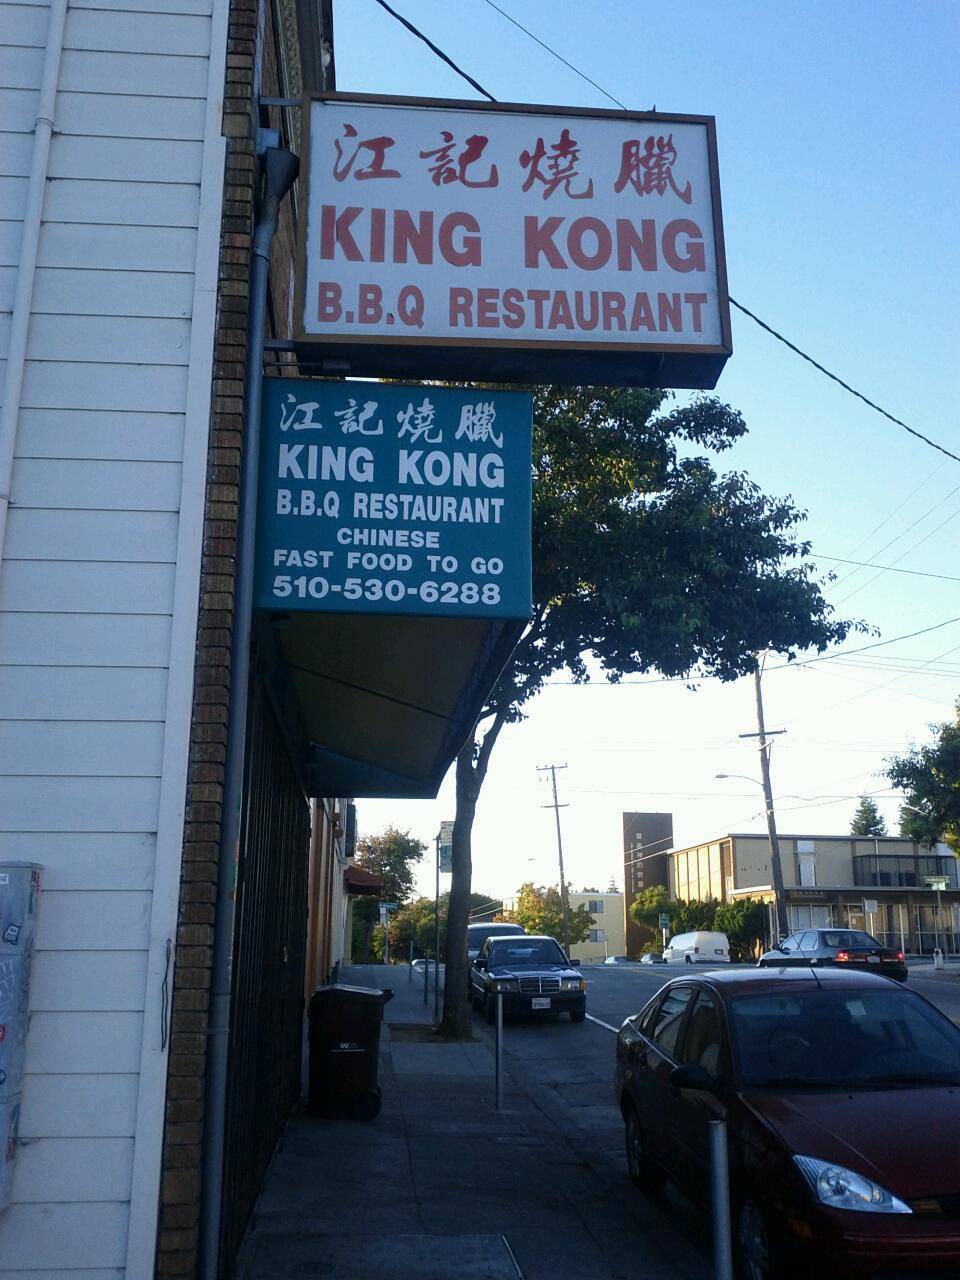 江記燒臘
KING KONG
B.B.Q RESTAURANT
江記燒臘
KING KONG
B.B.Q RESTAURANT
CHINESE
FAST FOOD TO GO
510-530-6288